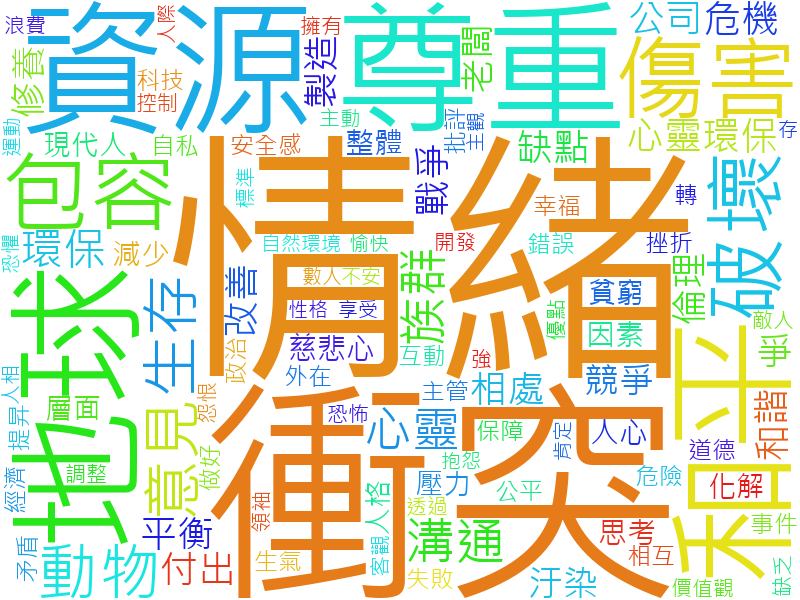 浪費
資源
人際
擁有
尊重
老闆
公司
危機
修養
科技
控制
製造
傷害
運動
現代人
自私
安全感
主動
整體
批評
主觀
缺點
心靈環保
存
包容
情緒
標準
戰爭
幸福
轉
破壞
恐懼
環保
減少
自然環境
愉快
開發
錯誤
挫折
生存
改善
數人
不安
族群
貧窮
倫理
地球
性格
享受
優點
因素
敵人
慈悲心
互動
強
爭
政治
外在
主管
相處
競爭
和平
人相
層面
怨恨
恐怖
心靈
提昇
意見
衝突
保障
肯定
人心
道德
和諧
做好
抱怨
經濟
調整
人格
壓力
公平
危險
化解
領袖
透過
平衡
客觀
溝通
思考
事件
矛盾
動物
付出
生氣
失敗
汙染
相互
價值觀
缺乏